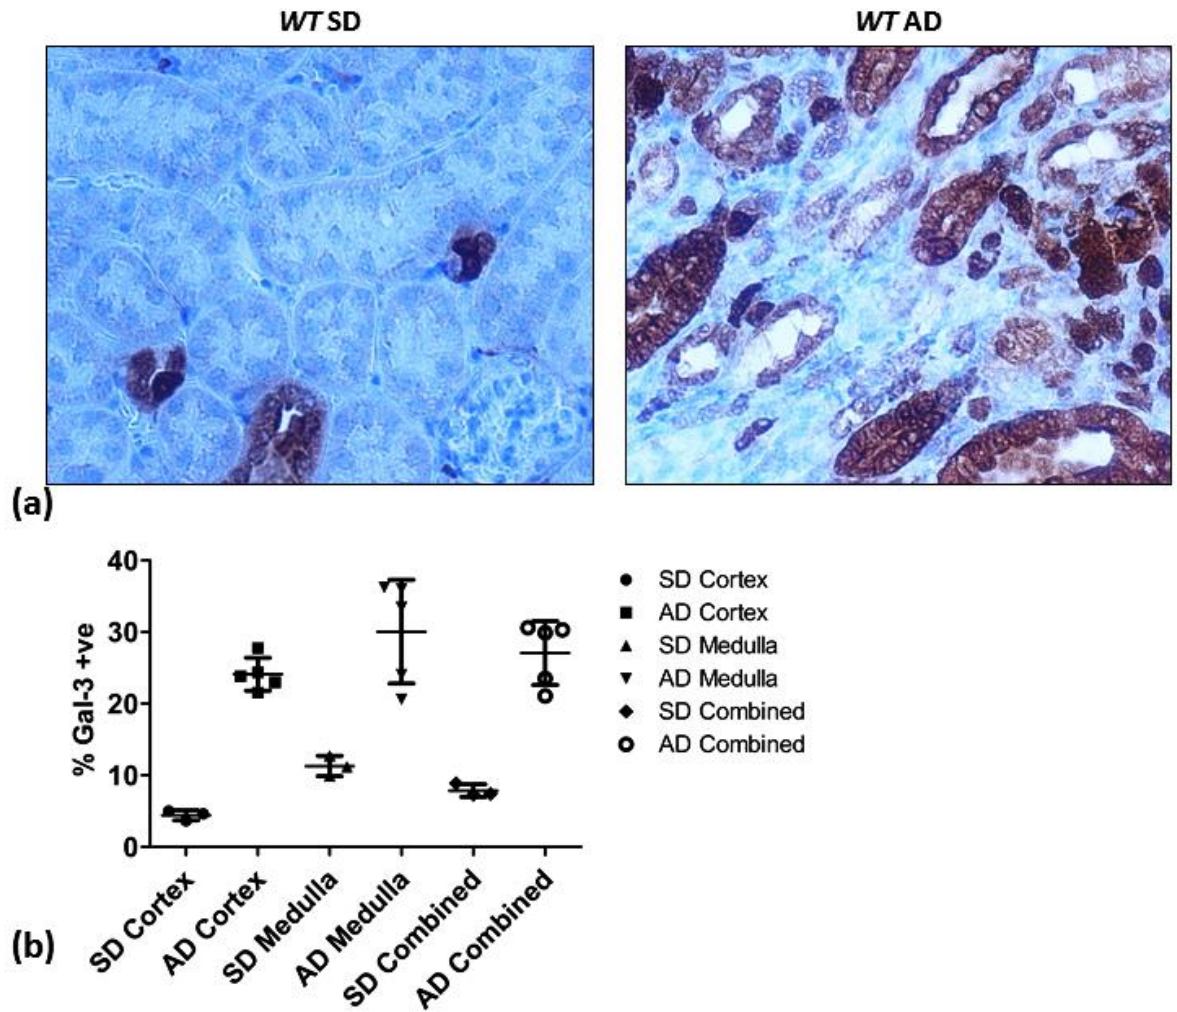 WT SD
WT AD
(a)
40
30
20
10
0
% Gal-3 +ve
SD Cortex
AD Cortex
SD Medulla
AD Medulla
SD Combined
AD Combined
SD Cortex
AD Cortex
SD Medulla
AD Medulla
SD Combined
AD Combined
(b)